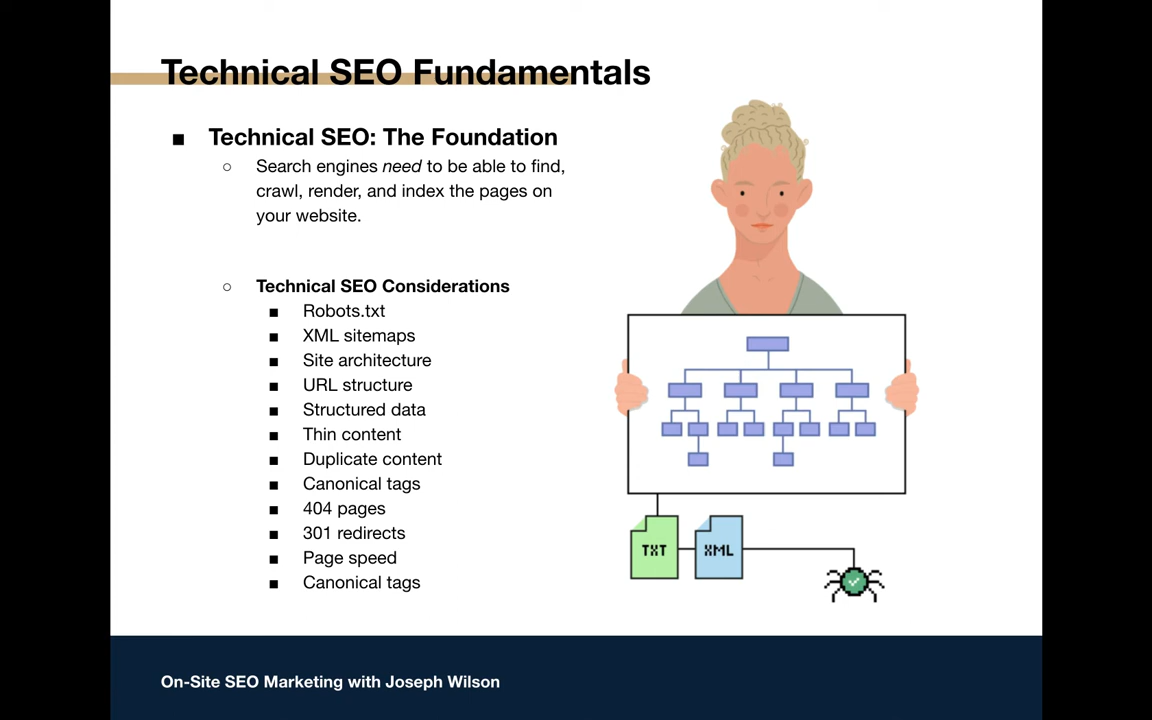 Technical SEO Fundamentals
■ Technical SEO: The Foundation
○ Search engines need to be able to find,
crawl, render, and index the pages on
your website.
○ Technical SEO Considerations
■ Robots.txt
■ XML sitemaps
■ Site architecture
■ URL structure
■ Structured data
■ Thin content
■ Duplicate content
■ Canonical tags
■ 404 pages
■ 301 redirects
■ Page speed
■ Canonical tags
TXT
XML
On-Site SEO Marketing with Joseph Wilson